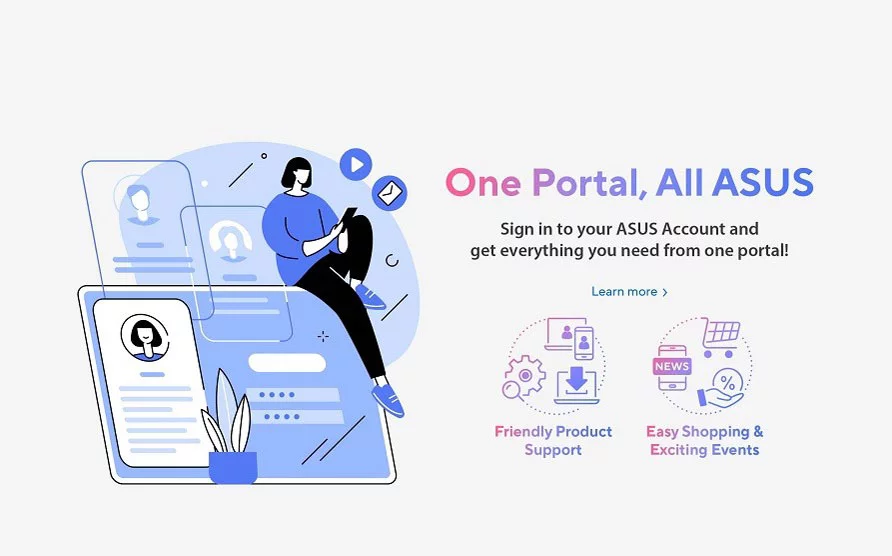 One Portal, All ASUS
Sign in to your ASUS Account and
get everything you need from one portal!
Learn more >
NEWS
%
Friendly Product
Support
Easy Shopping &
Exciting Events